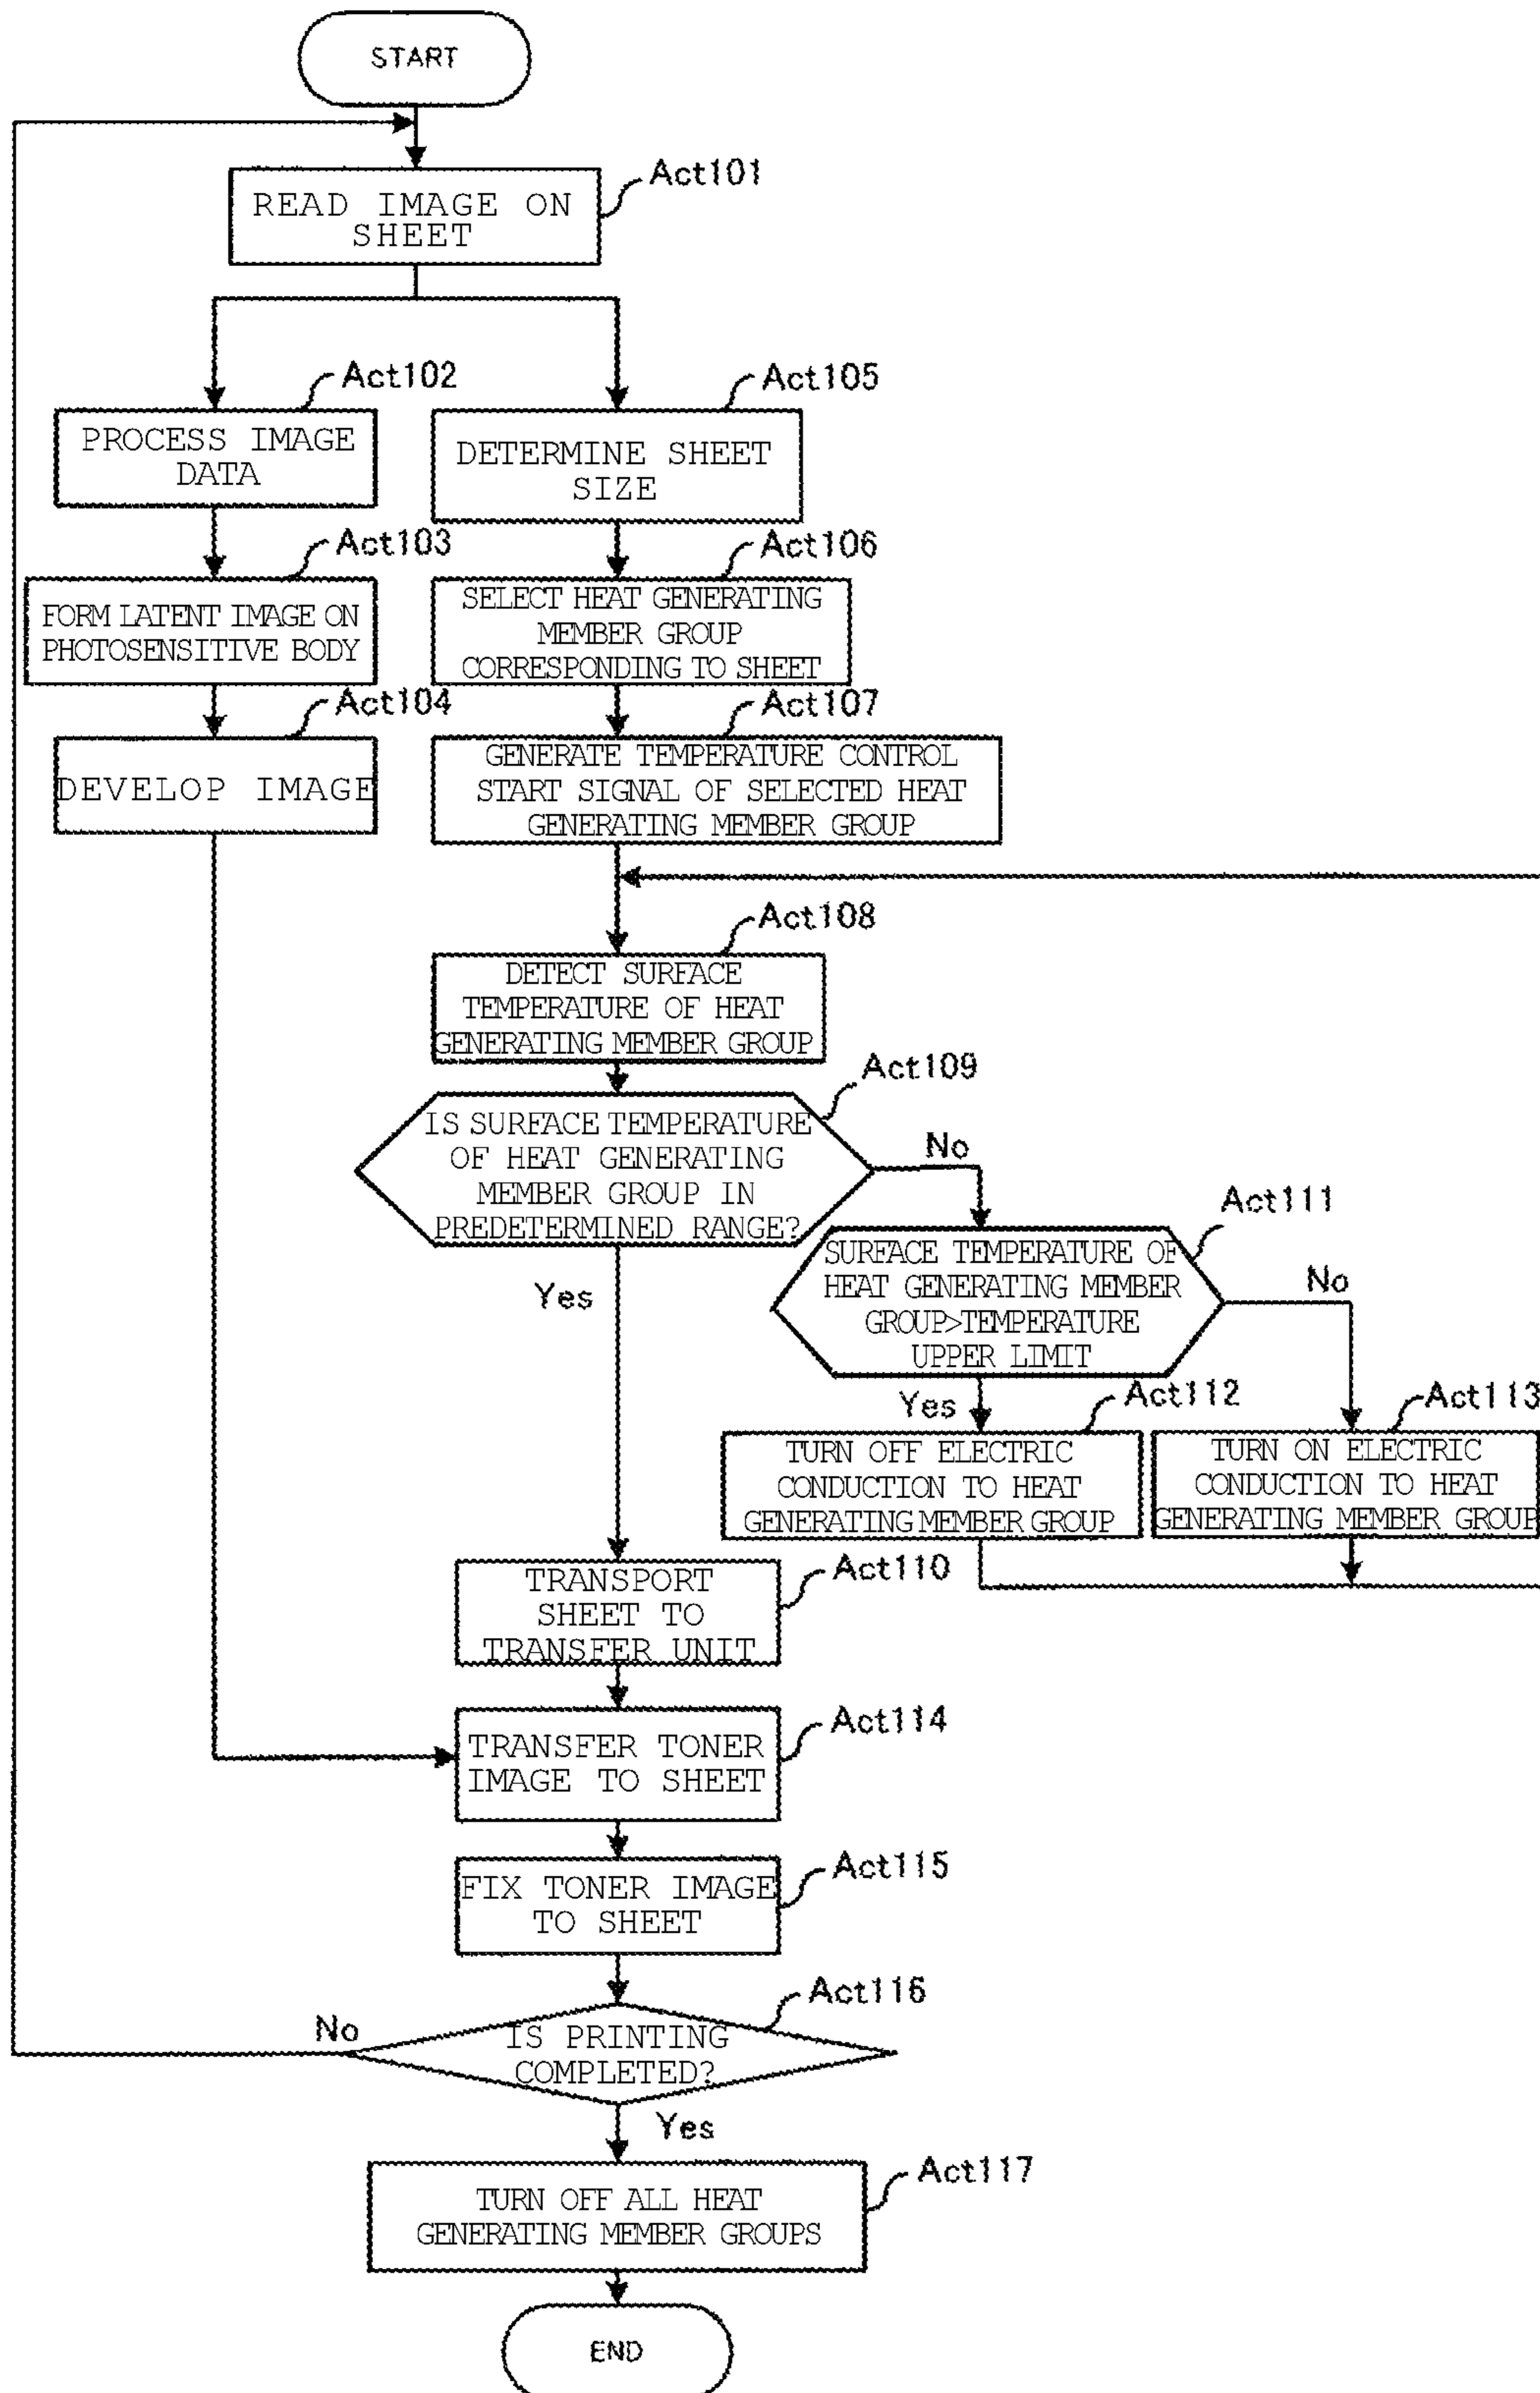 START
Act101
READ IMAGE ON
SHEET
Act102
PROCESS IMAGE
DATA
Act105
DETERMINE SHEET
SIZE
Act103
FORM LATENT IMAGE ON
PHOTOSENSITIVE BODY
Act106
SELECT HEAT GENERATING
MEMBER GROUP
CORRESPONDING TO SHEET
Act104
DEVELOP IMAGE
Act107
GENERATE TEMPERATURE CONTROL
START SIGNAL OF SELECTED HEAT
GENERATING MEMBER GROUP
Act108
DETECT SURFACE
TEMPERATURE OF HEAT
GENERATING MEMBER GROUP
Act109
IS SURFACE TEMPERATURE
OF HEAT GENERATING
MEMBER GROUP IN
PREDETERMINED RANGE?
No
Yes
Act111
SURFACE TEMPERATURE OF
HEAT GENERATING MEMBER
GROUP>TEMPERATURE
UPPER LIMIT
No
Yes
Act112
TURN OFF ELECTRIC
CONDUCTION TO HEAT
GENERATING MEMBER GROUP
Act113
TURN ON ELECTRIC
CONDUCTION TO HEAT
GENERATING MEMBER GROUP
Act110
TRANSPORT
SHEET TO
TRANSFER UNIT
Act114
TRANSFER TONER
IMAGE TO SHEET
Act115
FIX TONER IMAGE
TO SHEET
Act116
IS PRINTING
COMPLETED?
No
Yes
Act117
TURN OFF ALL HEAT
GENERATING MEMBER GROUPS
END